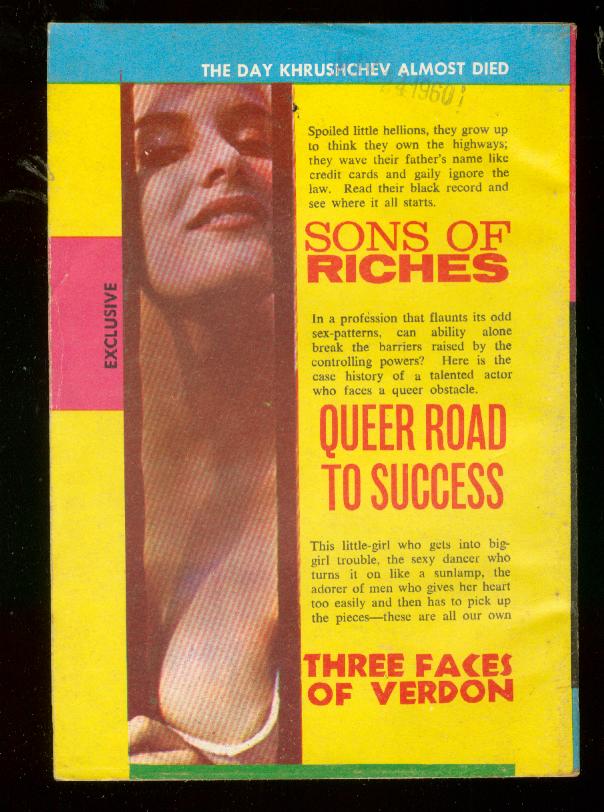 THE DAY KHRUSHCHEV ALMOST DIED
Spoiled little hellions, they grow up
to think they own the highways;
they wave their father's name like
credit cards and gaily ignore the
law. Read their black record and
see where it all starts.
SONS OF
RICHES
EXCLUSIVE
In a profession that flaunts its odd
sex-patterns, can ability alone
break the barriers raised by the
controlling powers? Here is the
case history of a talented actor
who faces a queer obstacle.
QUEER ROAD
TO SUCCESS
This little-girl who gets into big-
girl trouble, the sexy dancer who
turns it on like a sunlamp, the
adorer of men who gives her heart
too easily and then has to pick up
the pieces—these are all our own
THREE FACES
OF VERDON